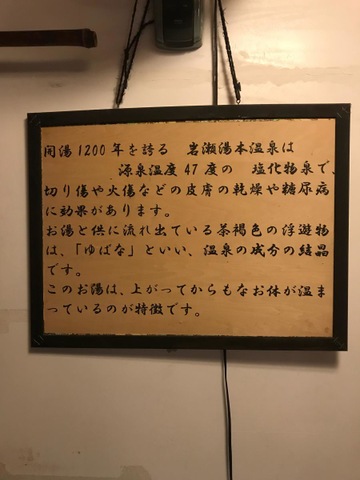 開湯1200年を誇る 岩瀬湯本温泉は
源泉温度47度の 塩化物泉で、
切り傷や火傷などの皮膚の乾燥や糖尿病
に効果があります。
お湯と供に流れ出ている茶褐色の浮遊物
は、「ゆばな」といい、温泉の成分の結晶
です。
このお湯は、上がってからもなお体が温ま
っているのが特徴です。